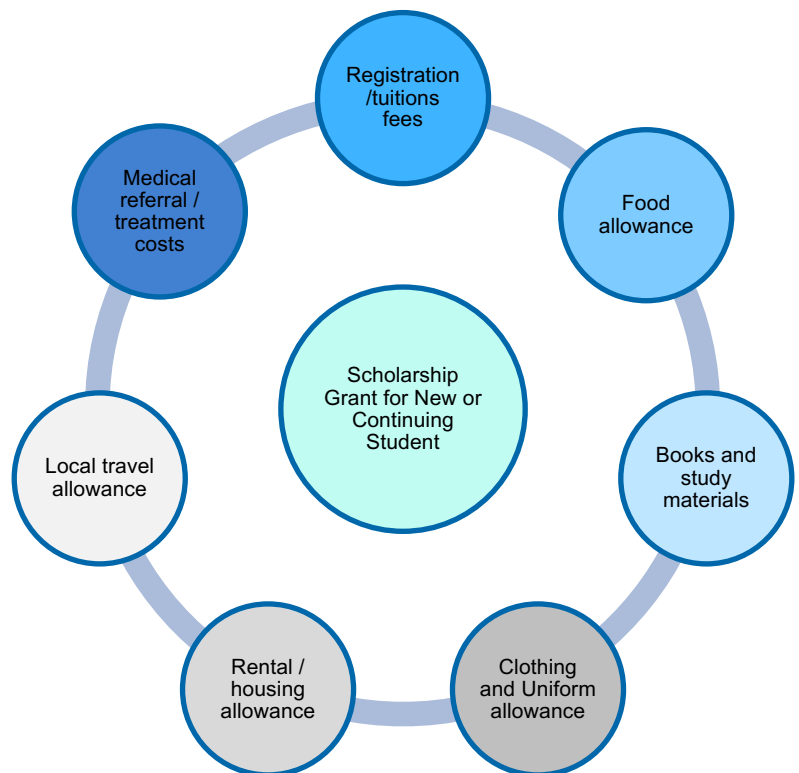 Registration
/tuitions
fees
Food
allowance
Books and
study
materials
Clothing
and Uniform
allowance
Rental /
housing
allowance
Local travel
allowance
Medical
referral /
treatment
costs
Scholarship
Grant for New or
Continuing
Student